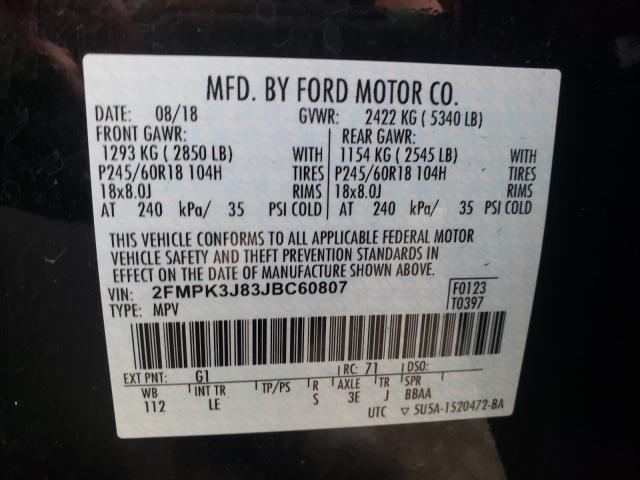 MFD. BY FORD MOTOR CO.
DATE: 08/18 GVWR: 2422 KG ( 5340 LB)
FRONT GAWR: REAR GAWR:
1293 KG ( 2850 LB) WITH 1154 KG ( 2545 LB) WITH
P245/60R18 104H TIRES P245/60R18 104H TIRES
18x8.0J RIMS 18x8.0J RIMS
AT 240 kPa/ 35 PSI COLD AT 240 kPa/ 35 PSI COLD
THIS VEHICLE CONFORMS TO ALL APPLICABLE FEDERAL MOTOR
VEHICLE SAFETY AND THEFT PREVENTION STANDARDS IN
EFFECT ON THE DATE OF MANUFACTURE SHOWN ABOVE.
VIN: 2FMPK3J83JBC60807 F0123
TYPE: MPV T0397
EXT PNT: G1 RC: 71 DSO:
WB INT TR TP/PS R AXLE TR SPR
112 LE S 3E J BBAA
UTC ▽ 5U5A-1520472-BA